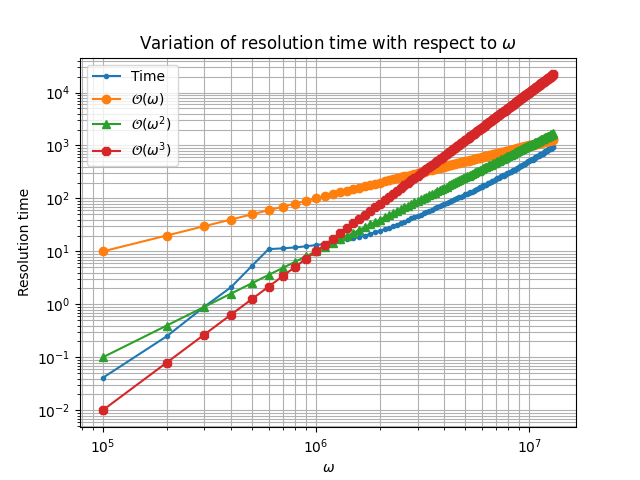 Variation of resolution time with respect to ω
Time
𝒪(ω)
𝒪(ω²)
𝒪(ω³)
Resolution time
10⁴
10³
10²
10¹
10⁰
10⁻¹
10⁻²
10⁵ 10⁶ 10⁷
ω